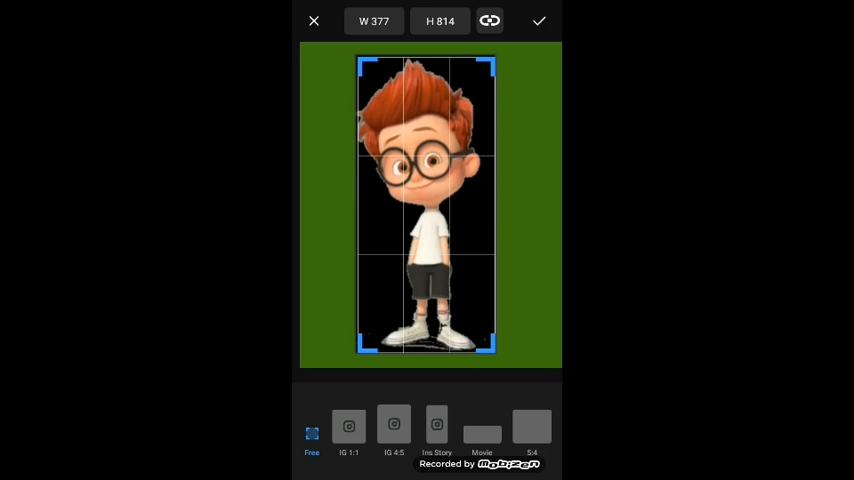 W 377 H 814
Free IG 1:1 IG 4:5 Ins Story Movie 5:4
Recorded by MOBIZEN